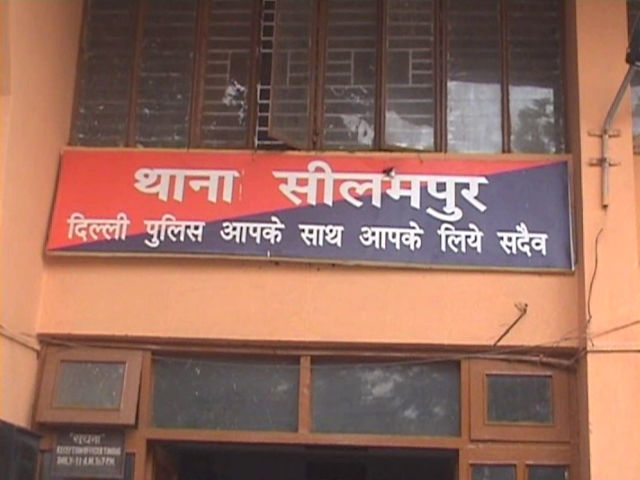 थाना सीलमपुर
दिल्ली पुलिस आपके साथ आपके लिये सदैव
"सूचना"